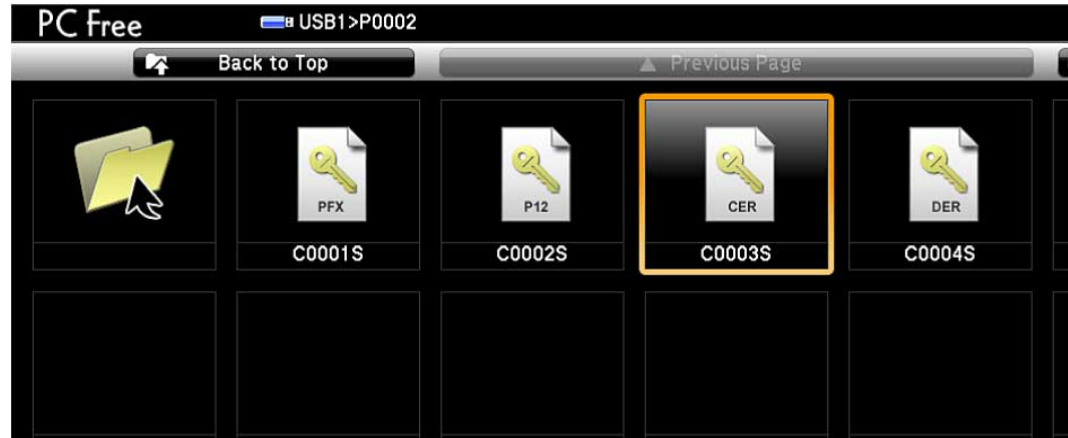 PC Free USB1>P0002
Back to Top ▲ Previous Page
PFX P12 CER DER
C0001S C0002S C0003S C0004S